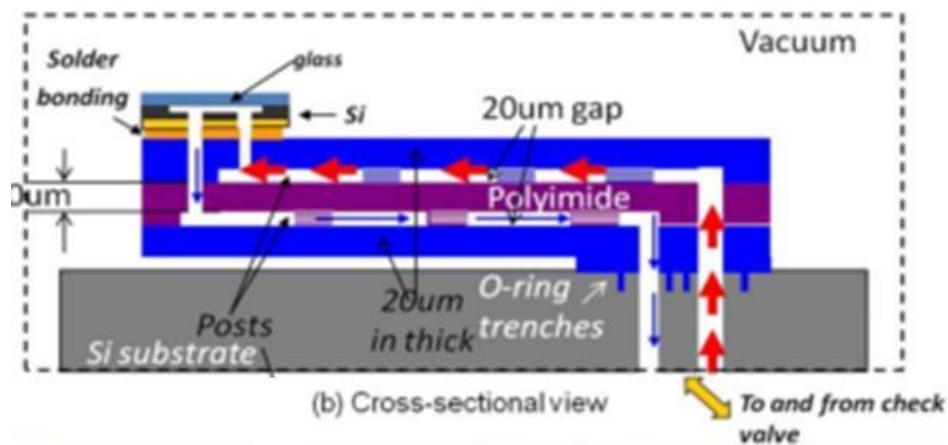 Vacuum
Solder
bonding
glass
Si
20um gap
0um
Polyimide
O-ring
trenches
Posts
20um
in thick
Si substrate
(b) Cross-sectional view
To and from check
valve